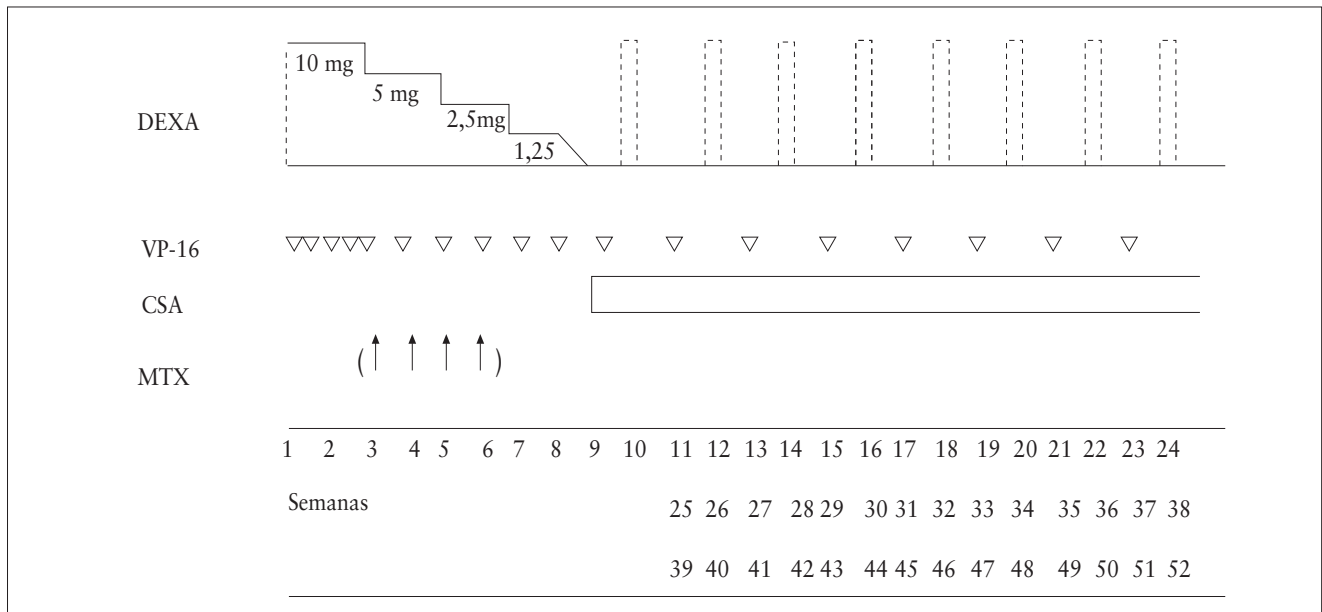 10 mg
5 mg
2,5mg
1,25
DEXA
VP-16
CSA
( )
MTX
1 2 3 4 5 6 7 8 9 10 11 12 13 14 15 16 17 18 19 20 21 22 23 24
Semanas
25 26 27 28 29 30 31 32 33 34 35 36 37 38
39 40 41 42 43 44 45 46 47 48 49 50 51 52